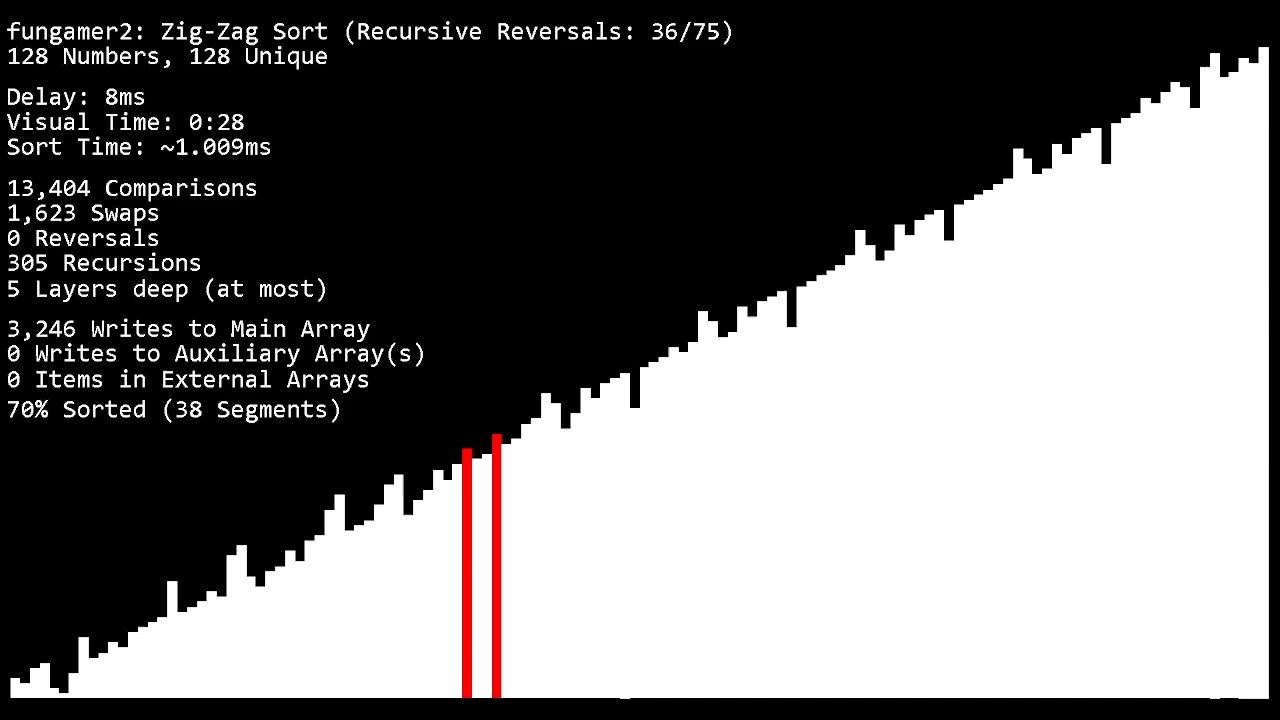 fungamer2: Zig-Zag Sort (Recursive Reversals: 36/75)
128 Numbers, 128 Unique
Delay: 8ms
Visual Time: 0:28
Sort Time: ~1.009ms
13,404 Comparisons
1,623 Swaps
0 Reversals
305 Recursions
5 Layers deep (at most)
3,246 Writes to Main Array
0 Writes to Auxiliary Array(s)
0 Items in External Arrays
70% Sorted (38 Segments)